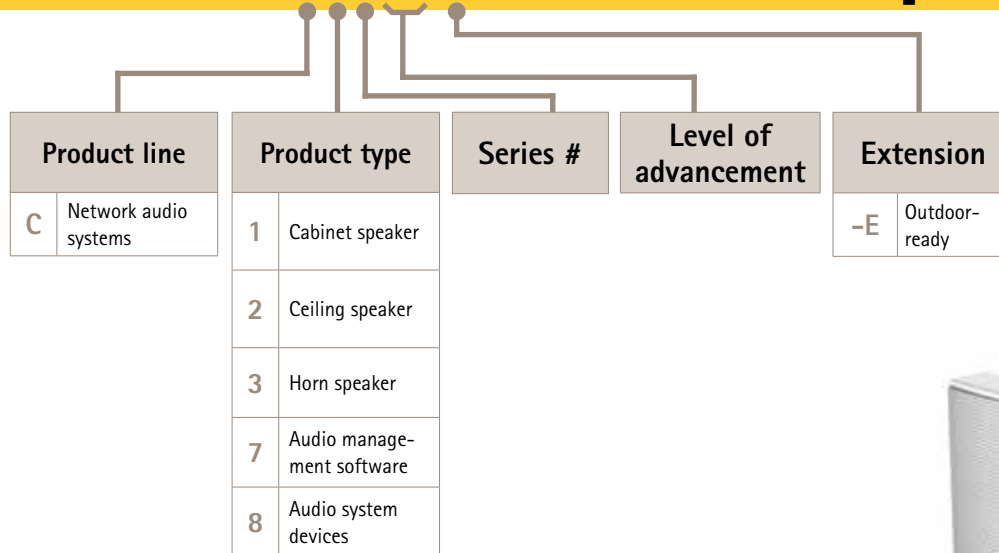 Product line
C
Network audio
systems
Product type
1
Cabinet speaker
2
Ceiling speaker
3
Horn speaker
7
Audio manage-
ment software
8
Audio system
devices
Series #
Level of
advancement
Extension
-E
Outdoor-
ready